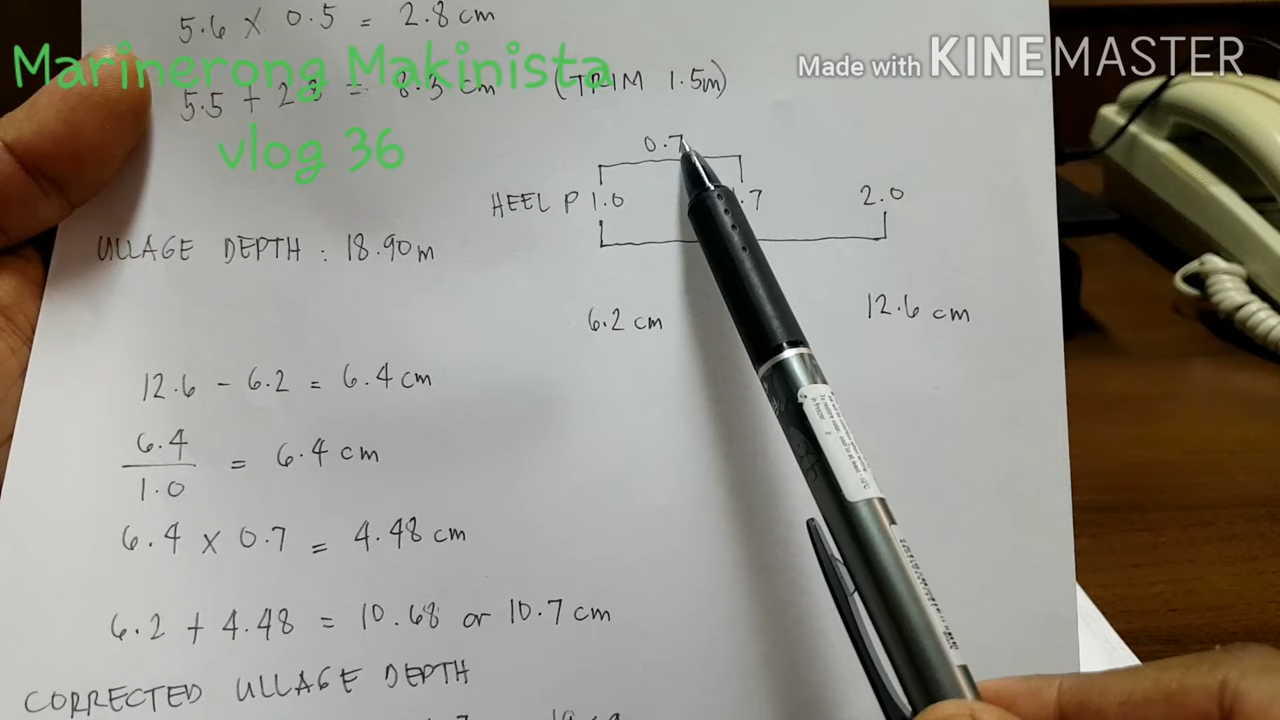 5.6 x 0.5 = 2.8 cm
Marinerong Makinista
Made with KINEMASTER
5.5 + 2.8 = 8.3 cm (TRIM 1.5m)
vlog 36
0.7
HEEL P 1.0 .7 2.0
ULLAGE DEPTH : 18.90m
6.2 cm 12.6 cm
12.6 - 6.2 = 6.4 cm
6.4
1.0
= 6.4 cm
6.4 x 0.7 = 4.48 cm
6.2 + 4.48 = 10.68 or 10.7 cm
CORRECTED ULLAGE DEPTH